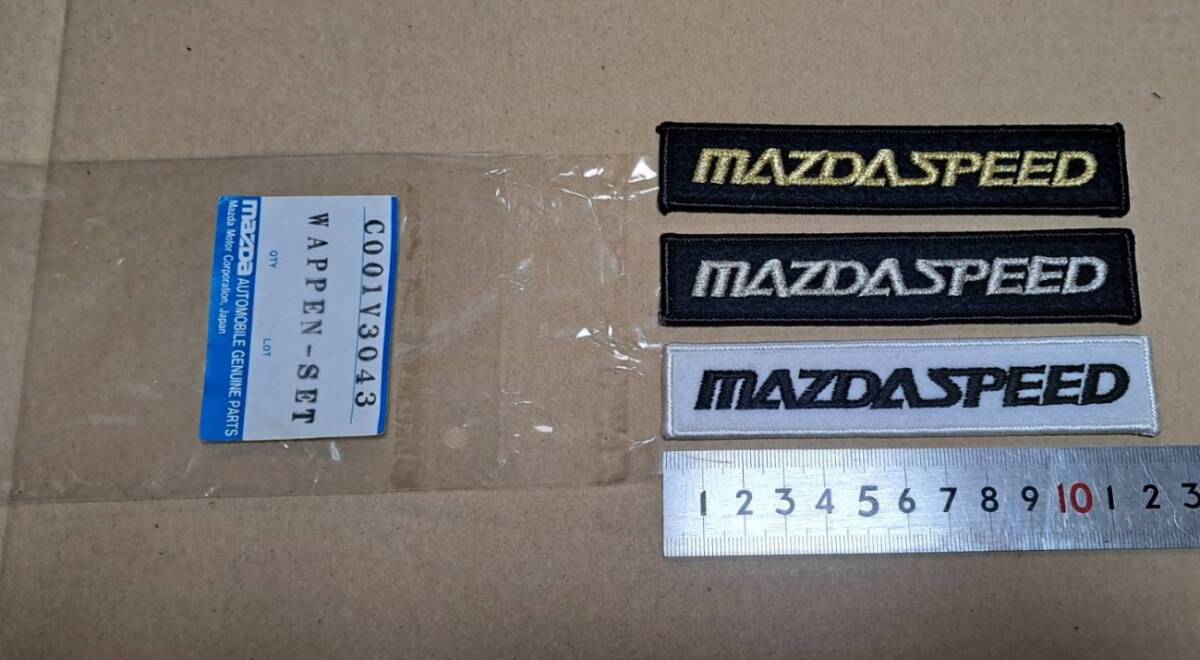 MAZDASPEED
MAZDASPEED
MAZDASPEED
C001V3043
WAPPEN-SET
QTY LOT
mazda AUTOMOBILE GENUINE PARTS
Mazda Motor Corporation, Japan
1 2 3 4 5 6 7 8 9 10 1 2 3